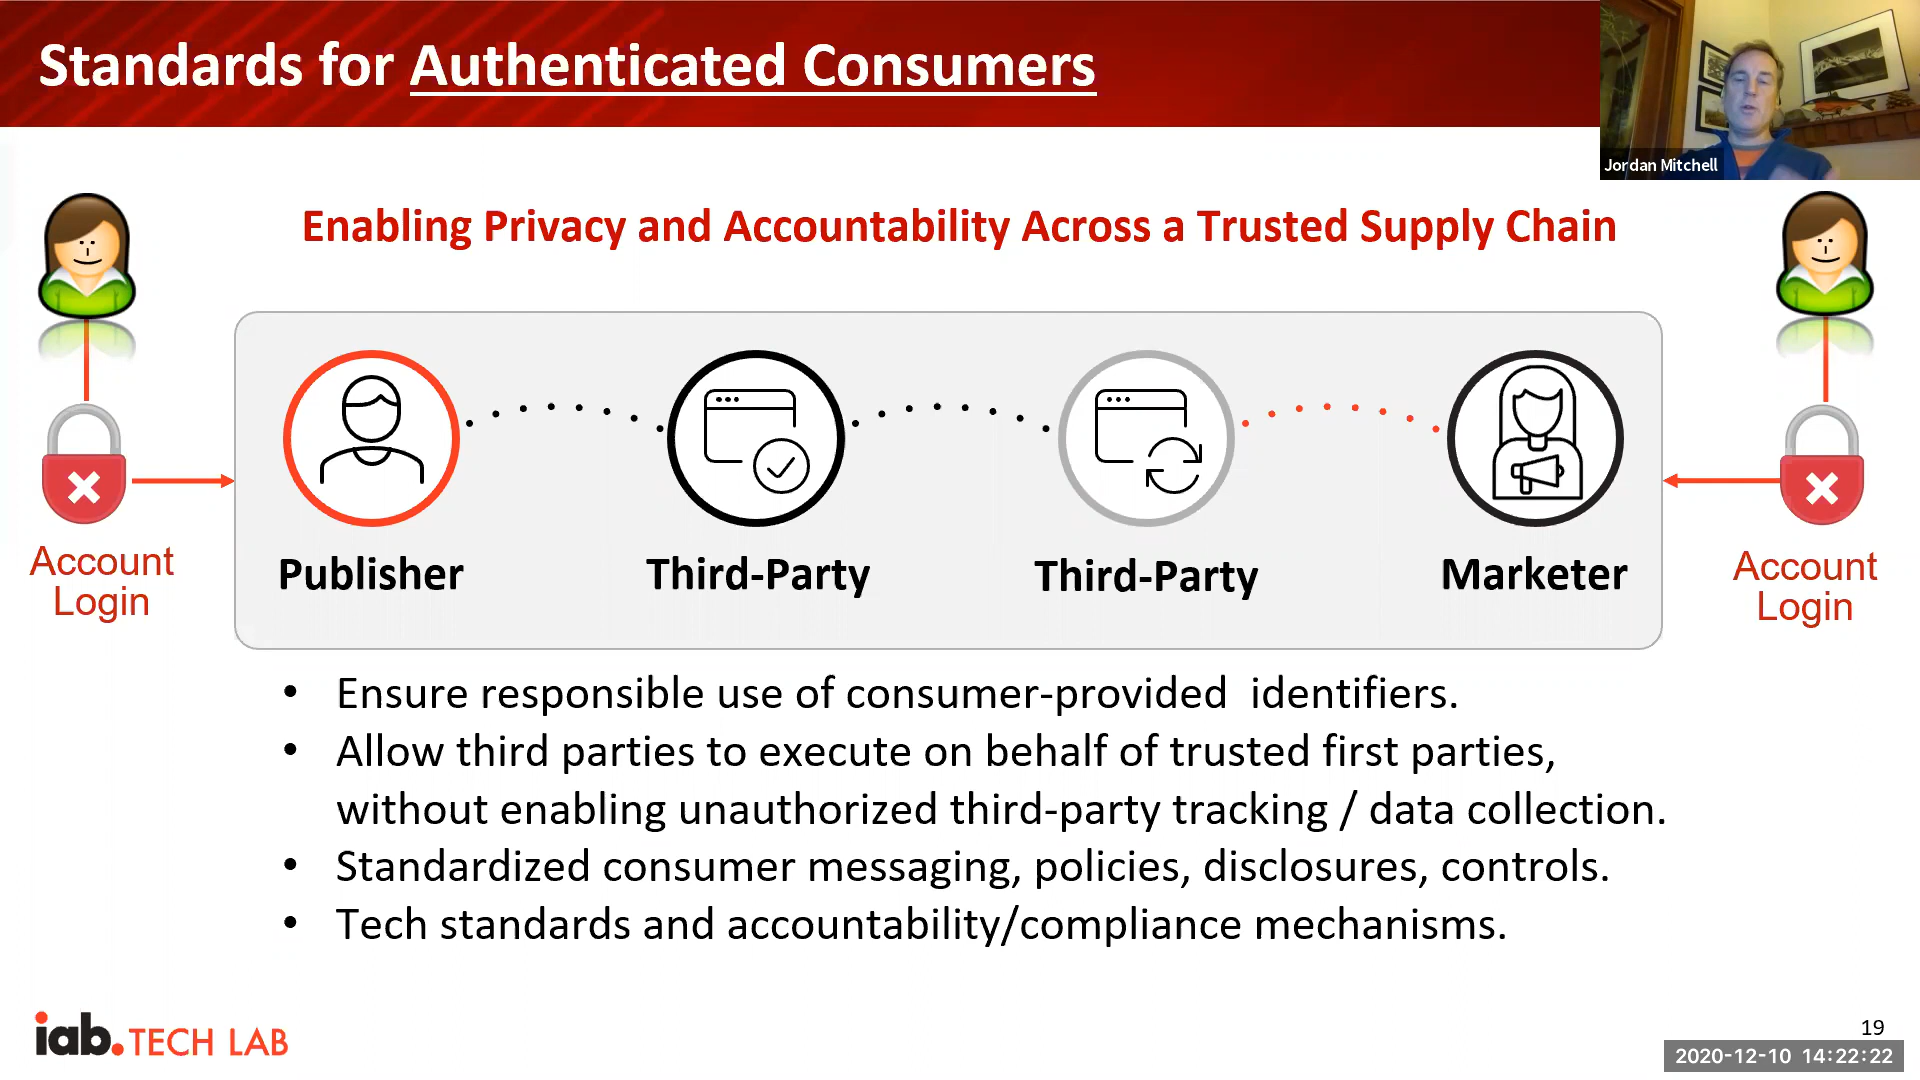 Standards for Authenticated Consumers
Jordan Mitchell
Enabling Privacy and Accountability Across a Trusted Supply Chain
Account
Login
Publisher
Third-Party
Third-Party
Marketer
Account
Login
• Ensure responsible use of consumer-provided identifiers.
• Allow third parties to execute on behalf of trusted first parties,
without enabling unauthorized third-party tracking / data collection.
• Standardized consumer messaging, policies, disclosures, controls.
• Tech standards and accountability/compliance mechanisms.
iab.TECH LAB
19
2020-12-10 14:22:22